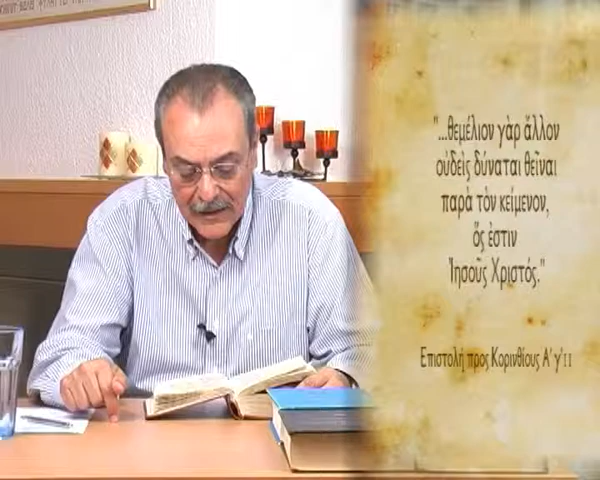 "...θεμέλιον γὰρ ἄλλον
οὐδεὶς δύναται θεῖναι
παρὰ τὸν κείμενον,
ὅς ἐστιν
Ἰησοῦς Χριστός."
Επιστολή προς Κορινθίους Α' γ'11